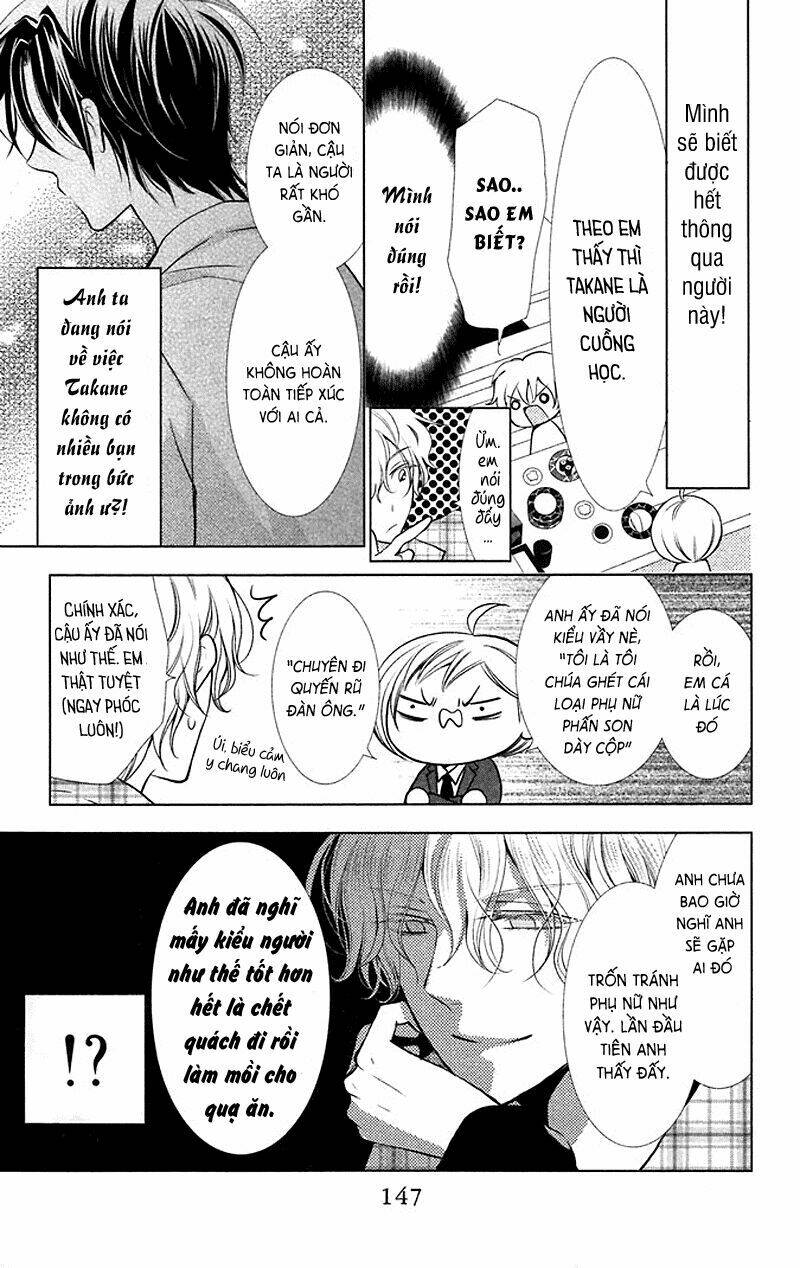 Mình
sẽ biết
được
hết
thông
qua
người
này!
THEO EM
THẤY THÌ
TAKANE LÀ
NGƯỜI
CUỒNG
HỌC.
SAO..
SAO EM
BIẾT?
Mình
nói
đúng
rồi!
Ừm,
em
nói
đúng
đấy
...
NÓI ĐƠN
GIẢN, CẬU
TA LÀ NGƯỜI
RẤT KHÓ
GẦN.
CẬU ẤY
KHÔNG HOÀN
TOÀN TIẾP XÚC
VỚI AI CẢ.
Anh ta
đang nói
về việc
Takane
không có
nhiều bạn
trong bức
ảnh ư?!
RỒI,
EM CÁ
LÀ LÚC
ĐÓ
ANH ẤY ĐÃ NÓI
KIỂU VẦY NÈ,
"TÔI LÀ TÔI
CHÚA GHÉT CÁI
LOẠI PHỤ NỮ
PHẤN SON
DÀY CỘP"
"CHUYÊN ĐI
QUYẾN RŨ
ĐÀN ÔNG."
Úi, biểu cảm
y chang luôn
CHÍNH XÁC,
CẬU ẤY ĐÃ NÓI
NHƯ THẾ. EM
THẬT TUYỆT
(NGAY PHÓC
LUÔN!)
ANH CHƯA
BAO GIỜ
NGHĨ ANH
SẼ GẶP
AI ĐÓ
TRỐN TRÁNH
PHỤ NỮ NHƯ
VẬY. LẦN ĐẦU
TIÊN ANH
THẤY ĐẤY.
Anh đã nghĩ
mấy kiểu người
như thế tốt hơn
hết là chết
quách đi rồi
làm mồi cho
quạ ăn.
!?
147